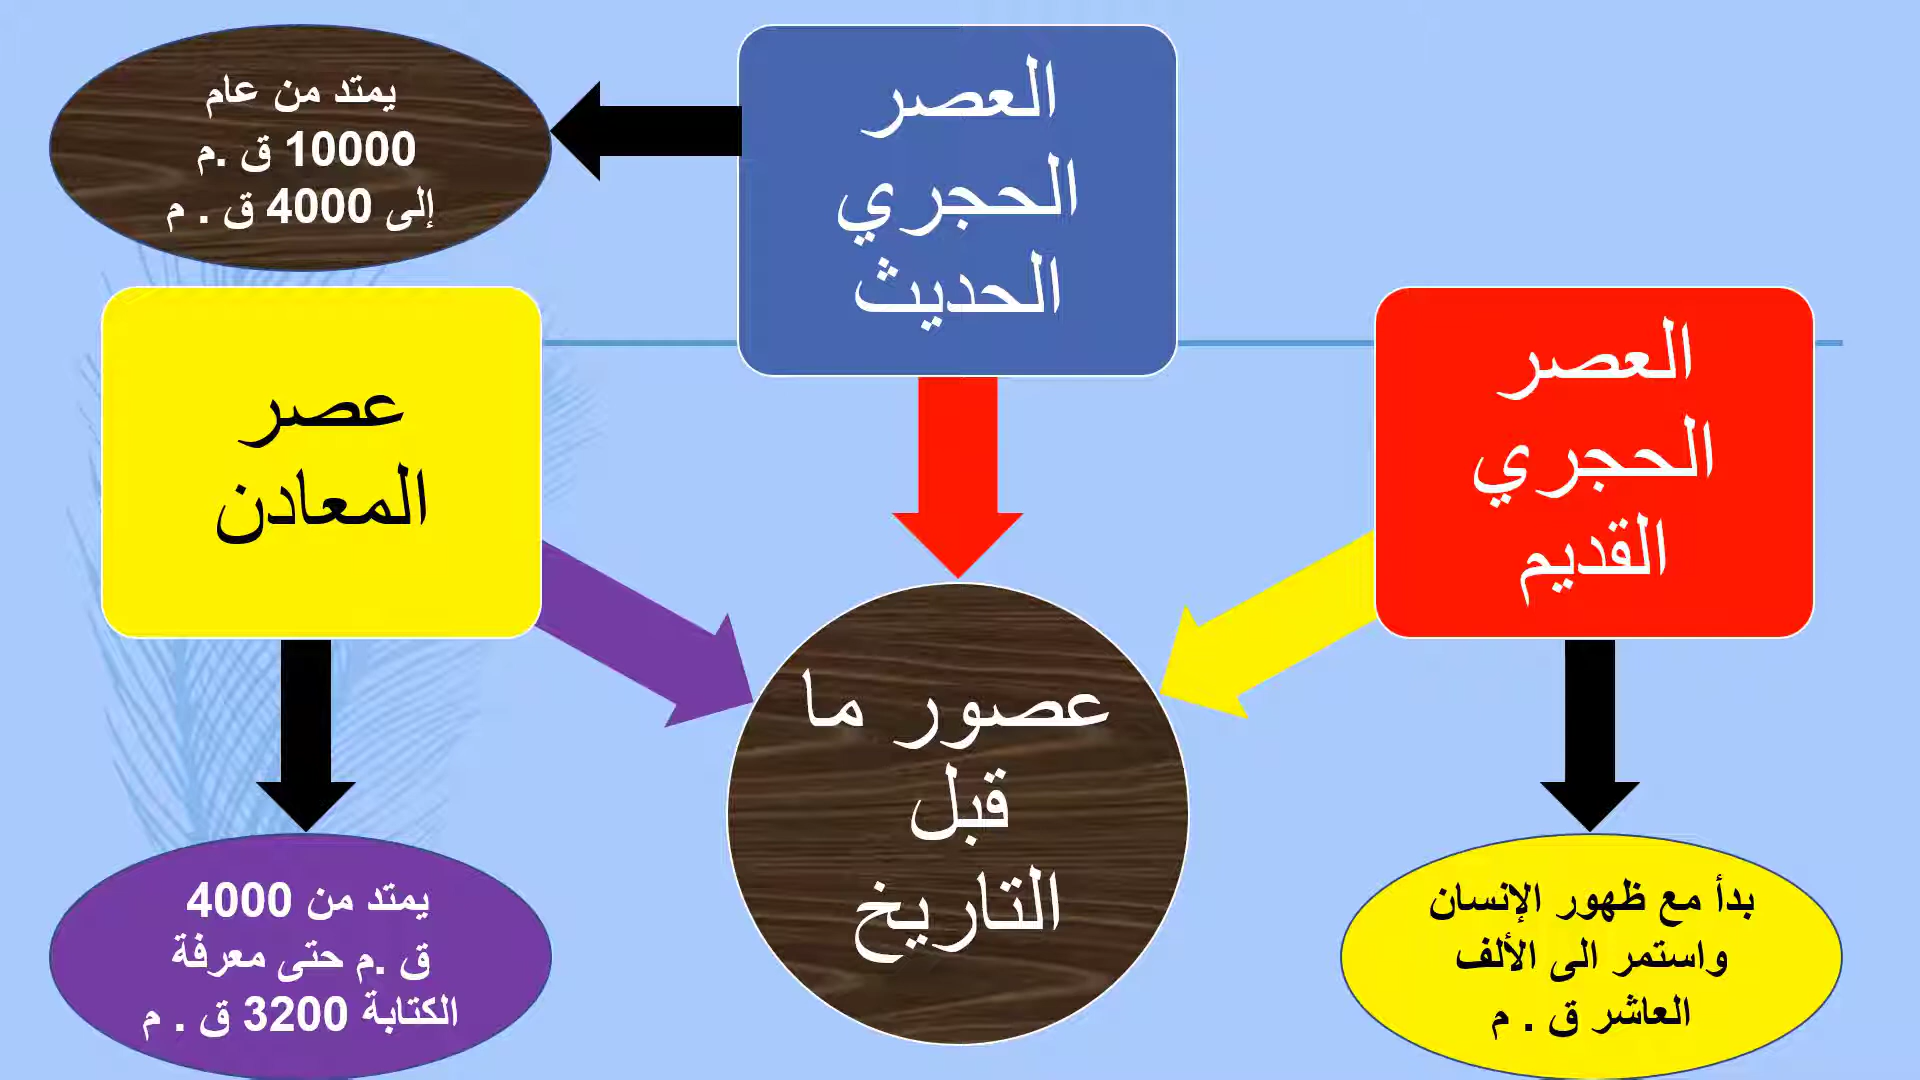 العصر
الحجري
الحديث
يمتد من عام
10000 ق .م
إلى 4000 ق . م
العصر
الحجري
القديم
عصر
المعادن
عصور ما
قبل
التاريخ
بدأ مع ظهور الإنسان
واستمر الى الألف
العاشر ق . م
يمتد من 4000
ق .م حتى معرفة
الكتابة 3200 ق . م